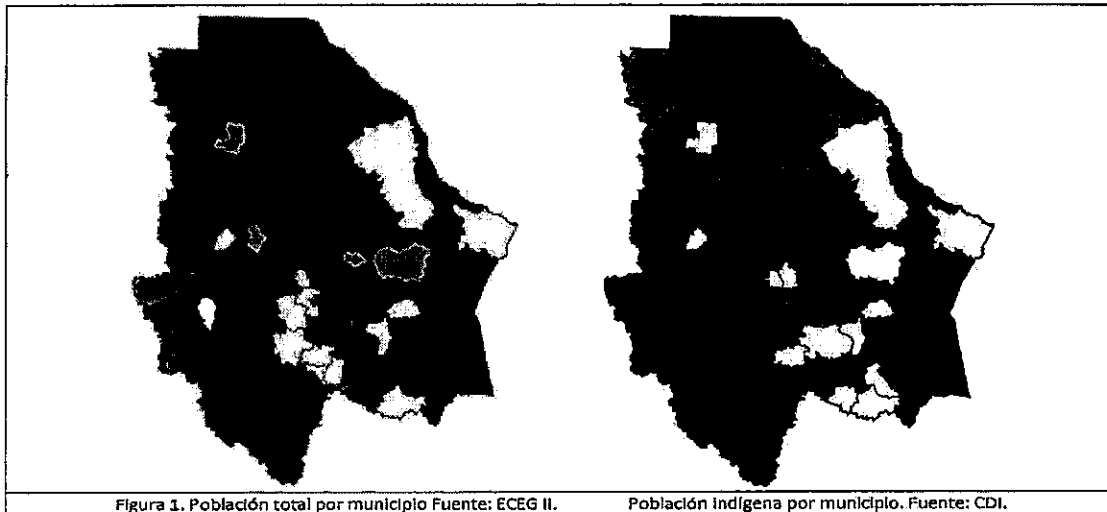 Figura 1. Población total por municipio Fuente: ECEG II. Población indígena por municipio. Fuente: CDI.